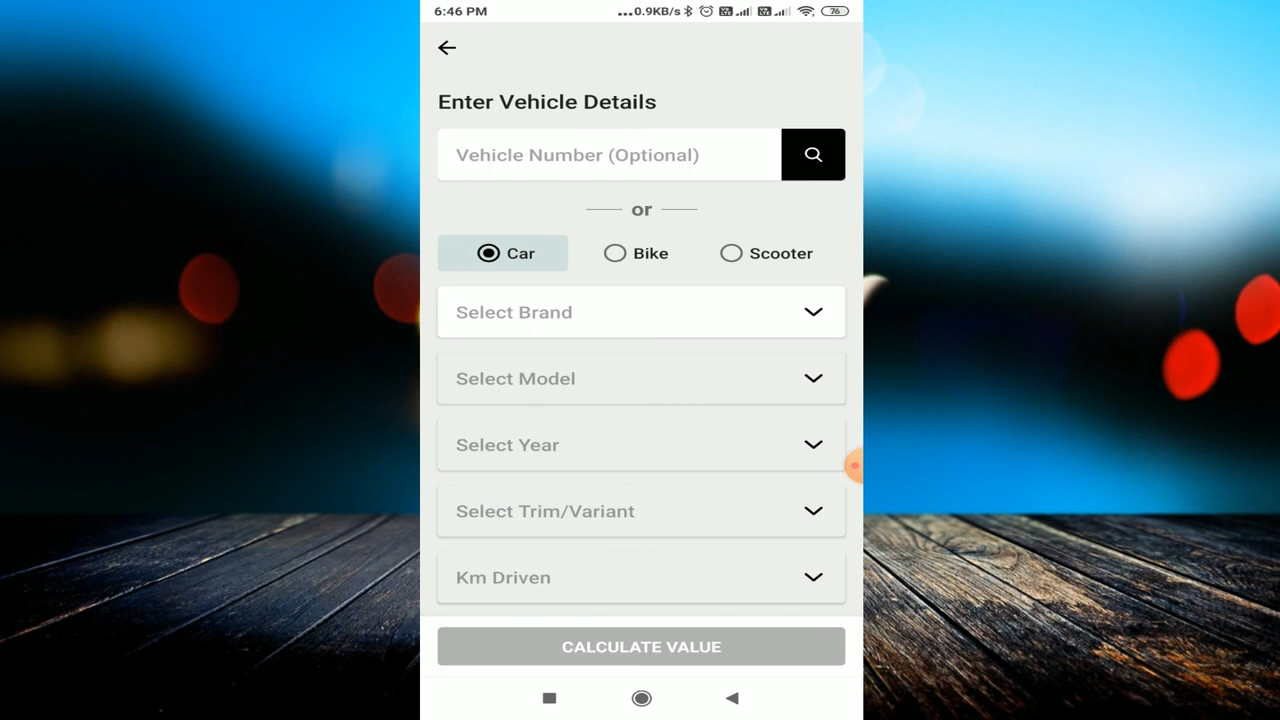 6:46 PM
...0.9KB/s
76
Enter Vehicle Details
Vehicle Number (Optional)
or
Car
Bike
Scooter
Select Brand
Select Model
Select Year
Select Trim/Variant
Km Driven
CALCULATE VALUE